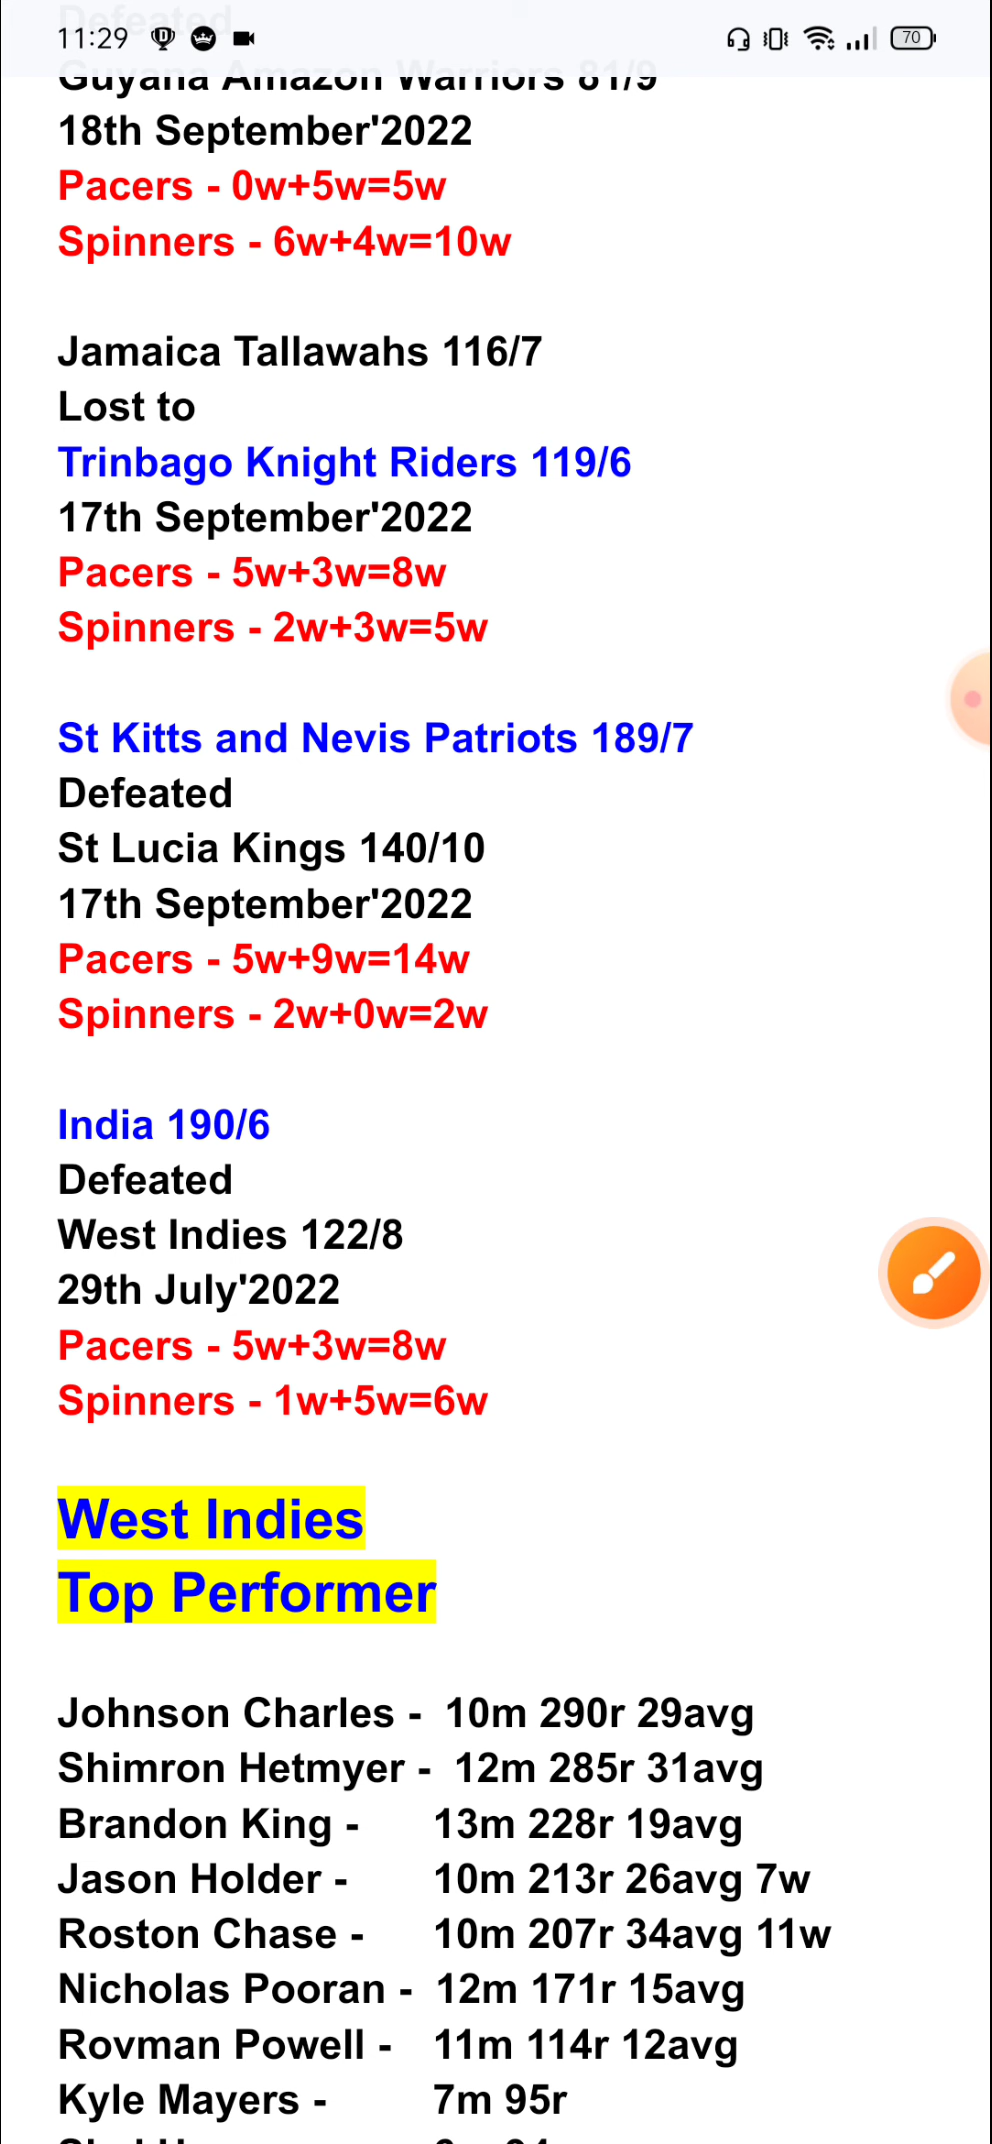 Defeated
11:29
70
Guyana Amazon Warriors 81/9
18th September'2022
Pacers - 0w+5w=5w
Spinners - 6w+4w=10w
Jamaica Tallawahs 116/7
Lost to
Trinbago Knight Riders 119/6
17th September'2022
Pacers - 5w+3w=8w
Spinners - 2w+3w=5w
St Kitts and Nevis Patriots 189/7
Defeated
St Lucia Kings 140/10
17th September'2022
Pacers - 5w+9w=14w
Spinners - 2w+0w=2w
India 190/6
Defeated
West Indies 122/8
29th July'2022
Pacers - 5w+3w=8w
Spinners - 1w+5w=6w
West Indies
Top Performer
Johnson Charles - 10m 290r 29avg
Shimron Hetmyer - 12m 285r 31avg
Brandon King - 13m 228r 19avg
Jason Holder - 10m 213r 26avg 7w
Roston Chase - 10m 207r 34avg 11w
Nicholas Pooran - 12m 171r 15avg
Rovman Powell - 11m 114r 12avg
Kyle Mayers - 7m 95r